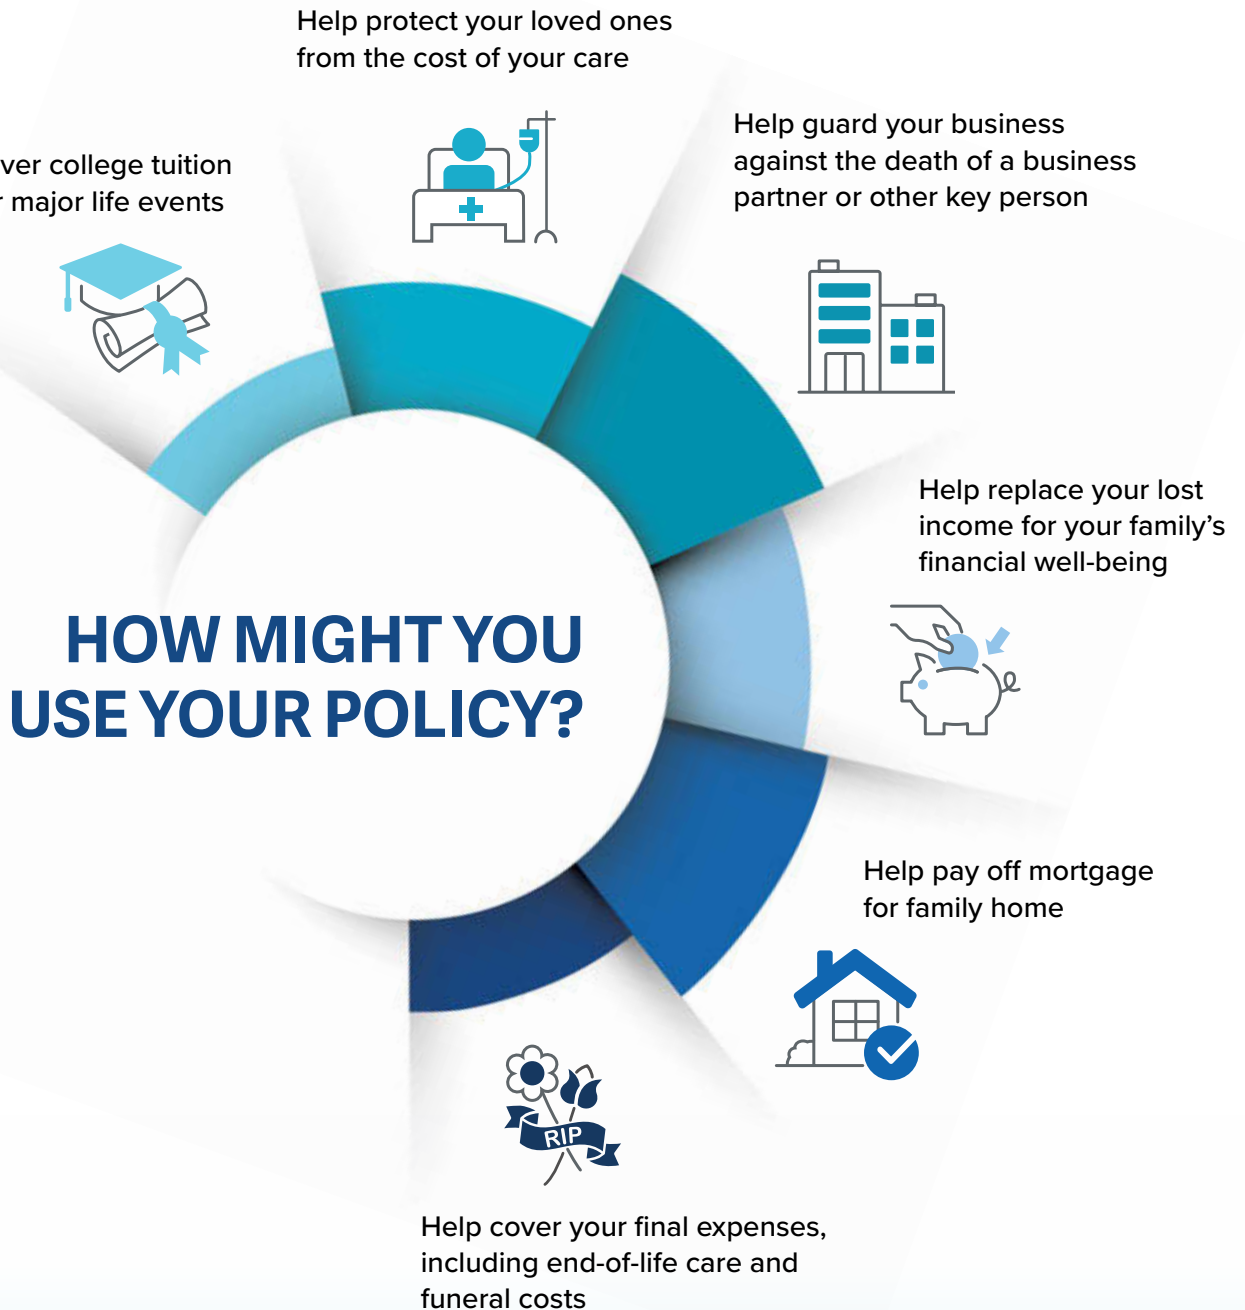 Help protect your loved ones
from the cost of your care
ver college tuition
r major life events
Help guard your business
against the death of a business
partner or other key person
Help replace your lost
income for your family’s
financial well-being
HOW MIGHT YOU
USE YOUR POLICY?
Help pay off mortgage
for family home
RIP
Help cover your final expenses,
including end-of-life care and
funeral costs